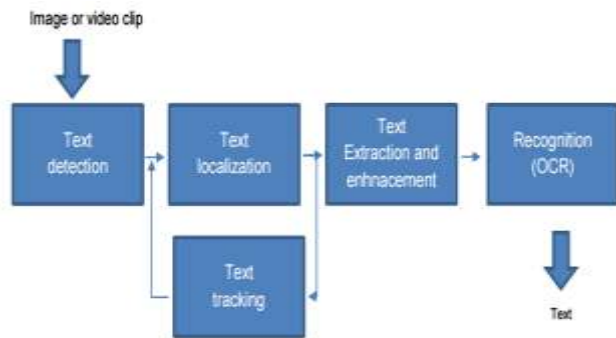 Image or video clip
Text
detection
Text
localization
Text
Extraction and
enhnacement
Recognition
(OCR)
Text
tracking
Text